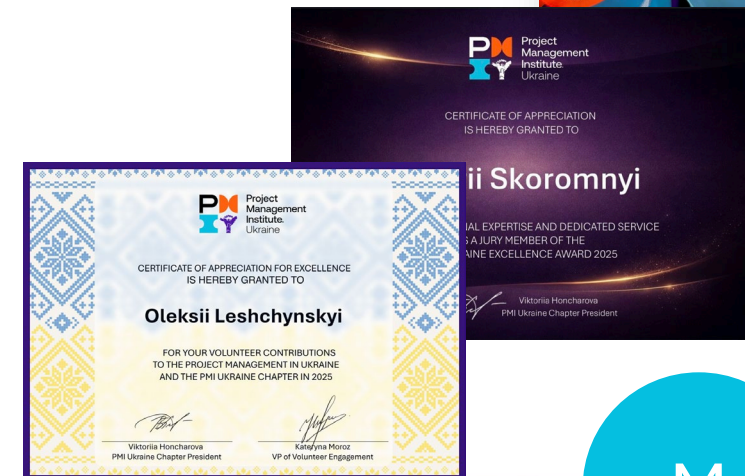 Project
Management
Institute.
Ukraine
CERTIFICATE OF APPRECIATION
IS HEREBY GRANTED TO
ii Skoromnyi
IAL EXPERTISE AND DEDICATED SERVICE
S A JURY MEMBER OF THE
AINE EXCELLENCE AWARD 2025
Viktoriia Honcharova
PMI Ukraine Chapter President
Project
Management
Institute.
Ukraine
CERTIFICATE OF APPRECIATION FOR EXCELLENCE
IS HEREBY GRANTED TO
Oleksii Leshchynskyi
FOR YOUR VOLUNTEER CONTRIBUTIONS
TO THE PROJECT MANAGEMENT IN UKRAINE
AND THE PMI UKRAINE CHAPTER IN 2025
Viktoriia Honcharova
PMI Ukraine Chapter President
Kateryna Moroz
VP of Volunteer Engagement